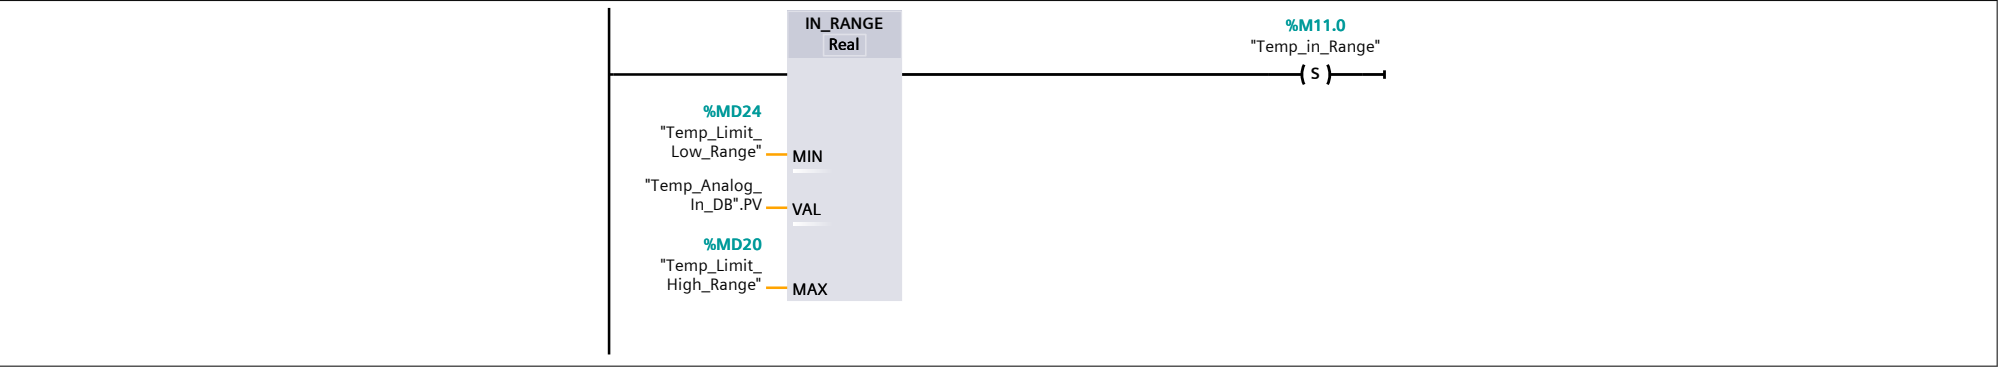 IN_RANGE
Real
%M11.0
"Temp_in_Range"
S
%MD24
"Temp_Limit_
Low_Range"
MIN
"Temp_Analog_
In_DB".PV
VAL
%MD20
"Temp_Limit_
High_Range"
MAX